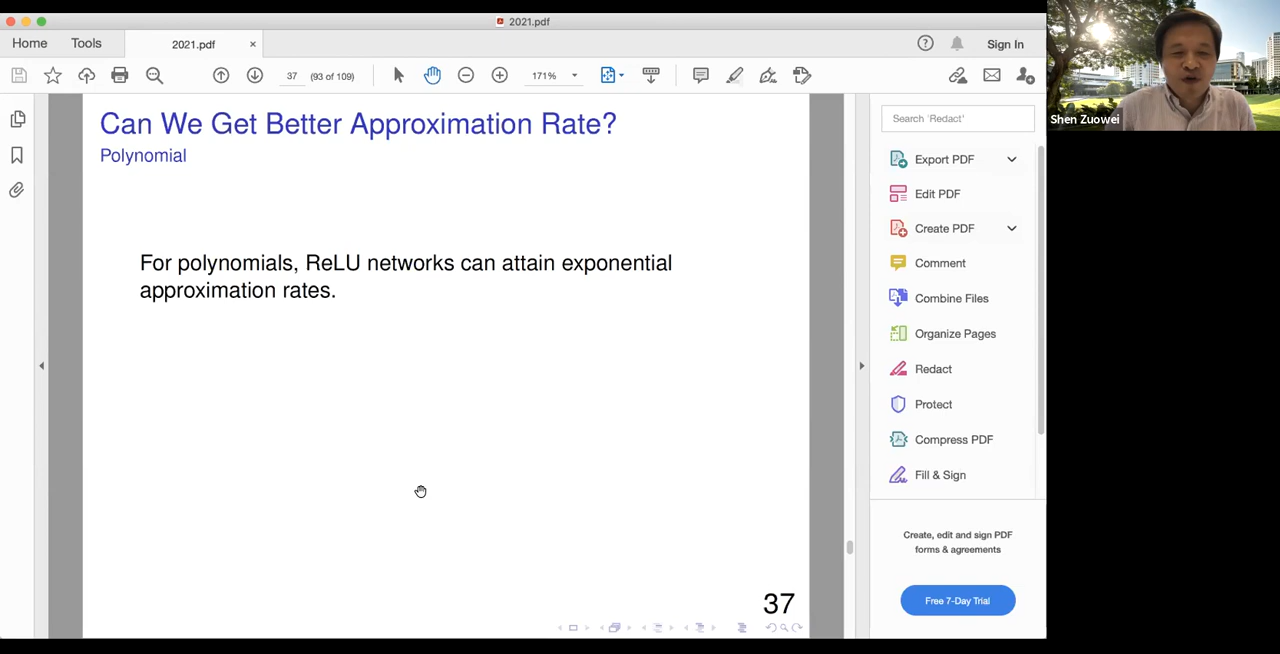 2021.pdf
Home Tools 2021.pdf × Sign In
37 (93 of 109) 171%
Can We Get Better Approximation Rate?
Polynomial
For polynomials, ReLU networks can attain exponential
approximation rates.
37
Search 'Redact'
Export PDF
Edit PDF
Create PDF
Comment
Combine Files
Organize Pages
Redact
Protect
Compress PDF
Fill & Sign
Create, edit and sign PDF
forms & agreements
Free 7-Day Trial
Shen Zuowei